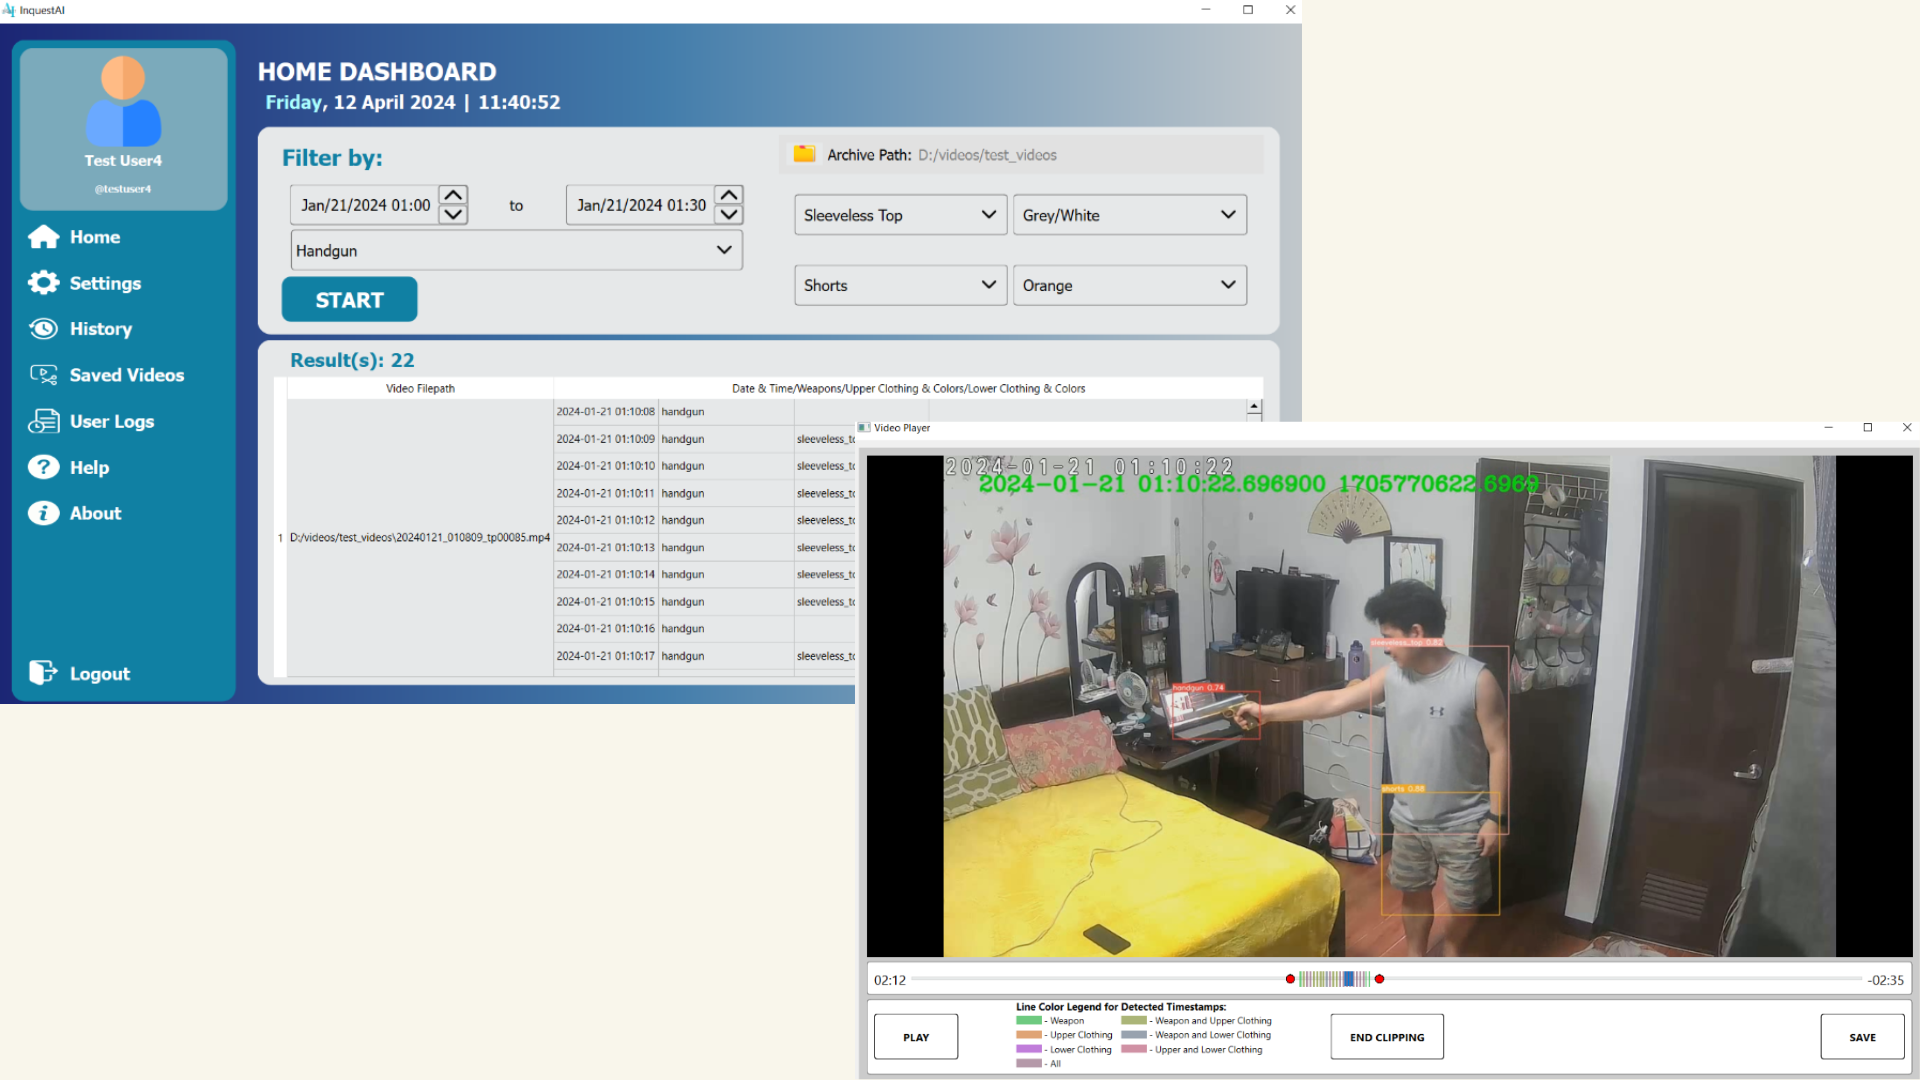 InquestAI
Test User4
@testuser4
Home
Settings
History
Saved Videos
User Logs
Help
About
Logout
HOME DASHBOARD
Friday, 12 April 2024 | 11:40:52
Filter by:
Archive Path: D:/videos/test_videos
Jan/21/2024 01:00 to Jan/21/2024 01:30
Sleeveless Top Grey/White
Handgun
Shorts Orange
START
Result(s): 22
Video Filepath Date & Time/Weapons/Upper Clothing & Colors/Lower Clothing & Colors
2024-01-21 01:10:08 handgun
2024-01-21 01:10:09 handgun sleeveless_to
2024-01-21 01:10:10 handgun sleeveless_to
2024-01-21 01:10:11 handgun sleeveless_to
2024-01-21 01:10:12 handgun sleeveless_to
1 D:/videos/test_videos\20240121_010809_tp00085.mp4
2024-01-21 01:10:13 handgun sleeveless_to
2024-01-21 01:10:14 handgun sleeveless_to
2024-01-21 01:10:15 handgun sleeveless_to
2024-01-21 01:10:16 handgun
2024-01-21 01:10:17 handgun sleeveless_to
Video Player
2024-01-21 01:10:22
2024-01-21 01:10:22.696900 1705770622.6969
sleeveless_top 0.82
handgun 0.74
shorts 0.88
02:12 -02:35
Line Color Legend for Detected Timestamps:
- Weapon - Weapon and Upper Clothing
- Upper Clothing - Weapon and Lower Clothing
- Lower Clothing - Upper and Lower Clothing
- All
PLAY
END CLIPPING
SAVE